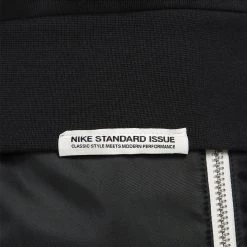 NIKE STANDARD ISSUE
CLASSIC STYLE MEETS MODERN PERFORMANCE